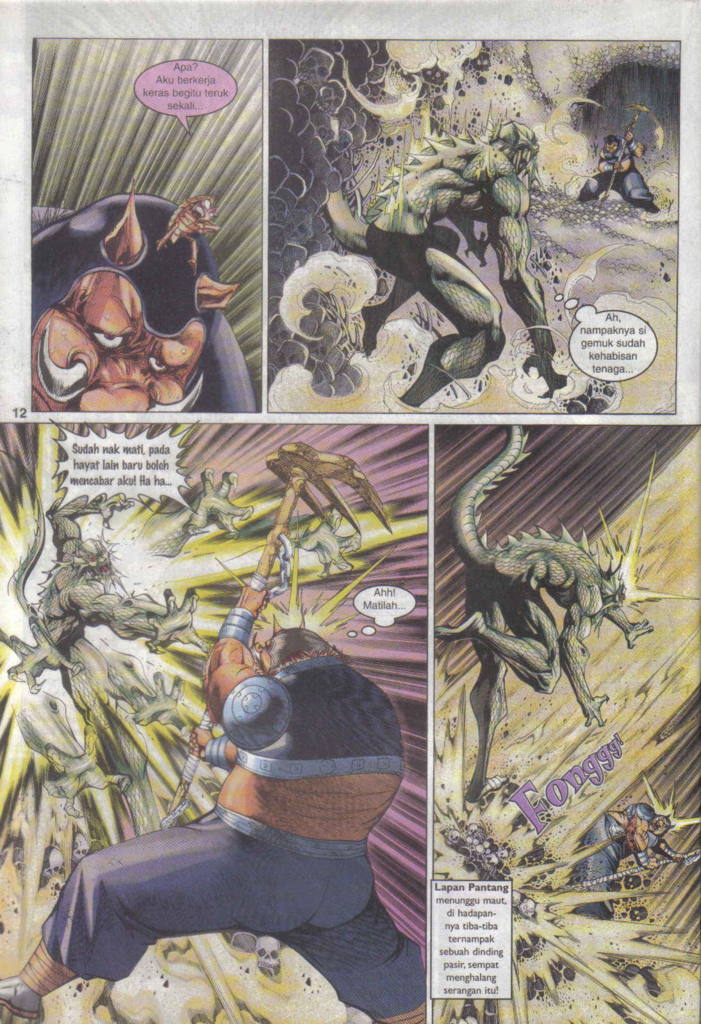 Apa?
Aku berkerja
keras begitu teruk
sekali...
Ah,
nampaknya si
gemuk sudah
kehabisan
tenaga...
12
Sudah nak mati, pada
hayat lain baru boleh
mencabar aku! Ha ha...
Ahh!
Matilah...
Fonggg!
Lapan Pantang
menunggu maut,
di hadapan-
nya tiba-tiba
ternampak
sebuah dinding
pasir, sempat
menghalang
serangan itu!